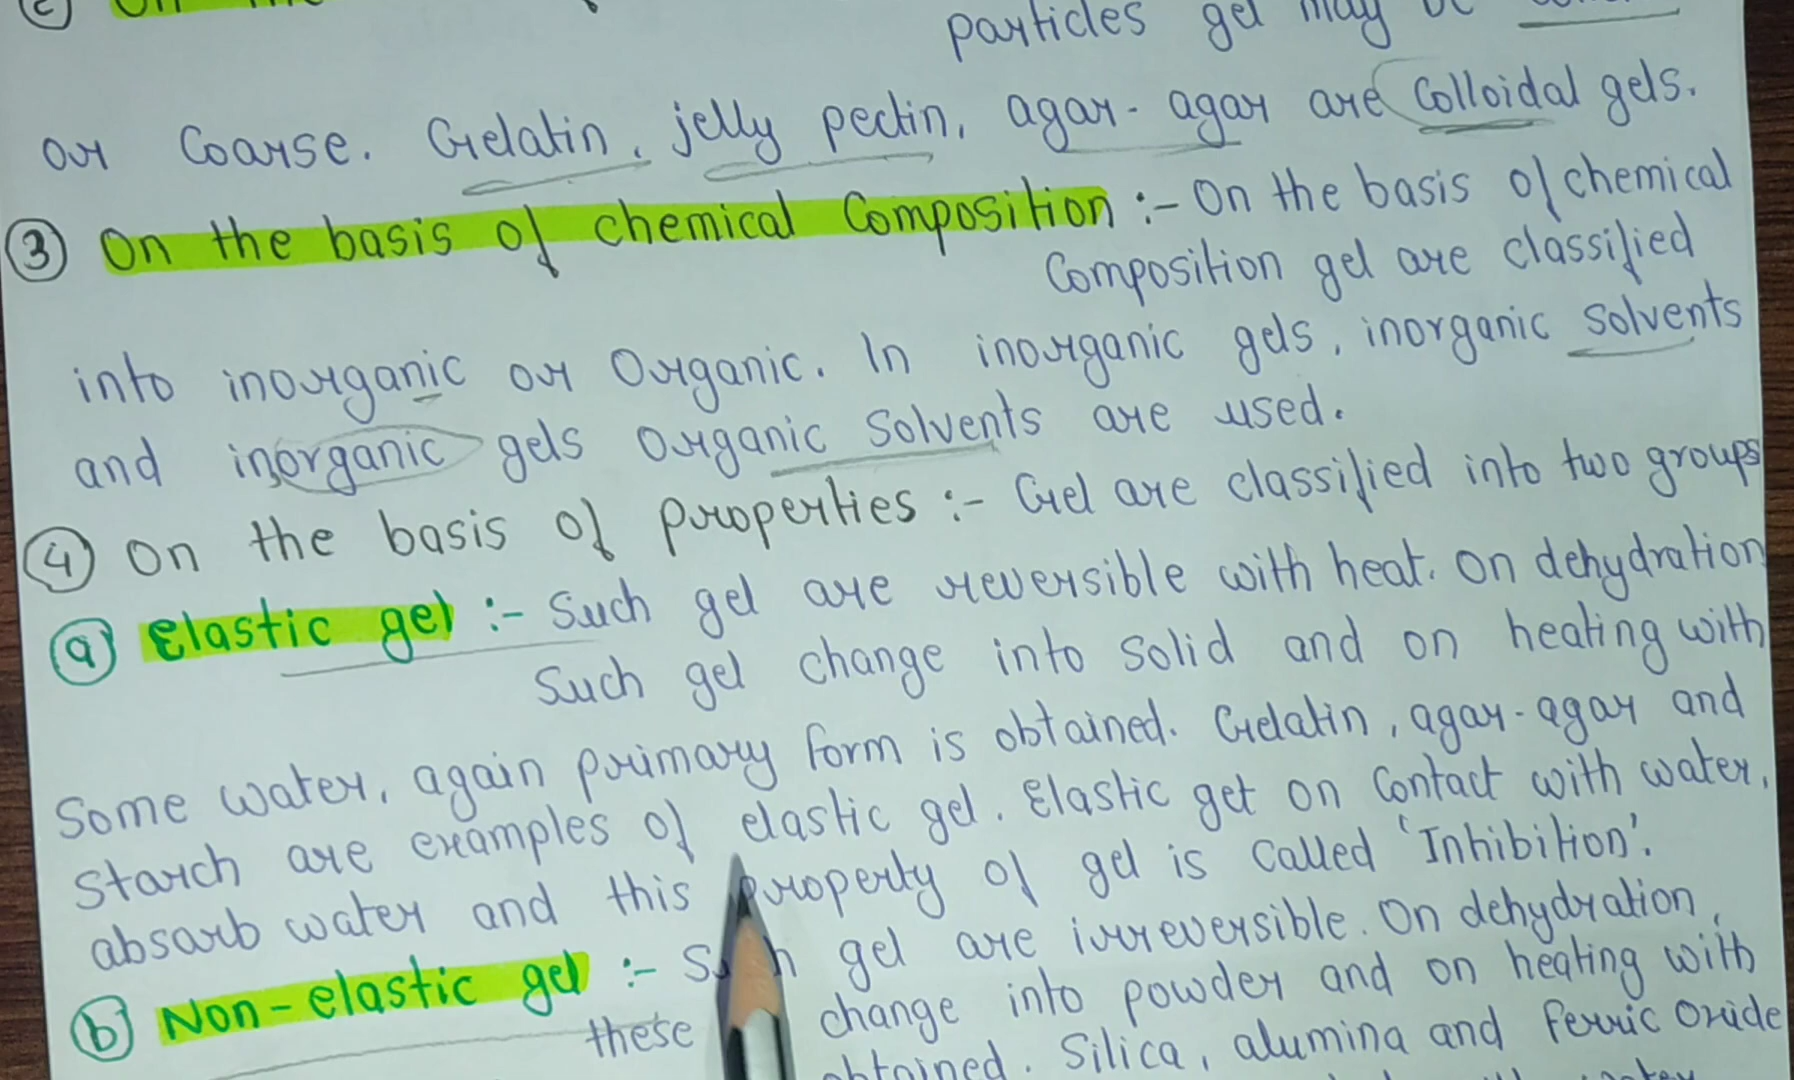 particles gel may be
or Coarse. Gelatin, jelly pectin, agar-agar are Colloidal gels.
③ On the basis of chemical Composition :- On the basis of chemical
Composition gel are classified
into inorganic or Organic. In inorganic gels, inorganic solvents
and inorganic gels Organic Solvents are used.
④ On the basis of properties :- Gel are classified into two groups
ⓐ Elastic gel :- Such gel are reversible with heat. On dehydration
Such gel change into solid and on heating with
Some water, again primary form is obtained. Gelatin, agar-agar and
Starch are examples of elastic gel. Elastic get on Contact with water,
absorb water and this property of gel is Called 'Inhibition'.
ⓑ Non-elastic gel :- Such gel are irreversible. On dehydration,
these change into powder and on heating with
obtained. Silica, alumina and Ferric Oxide